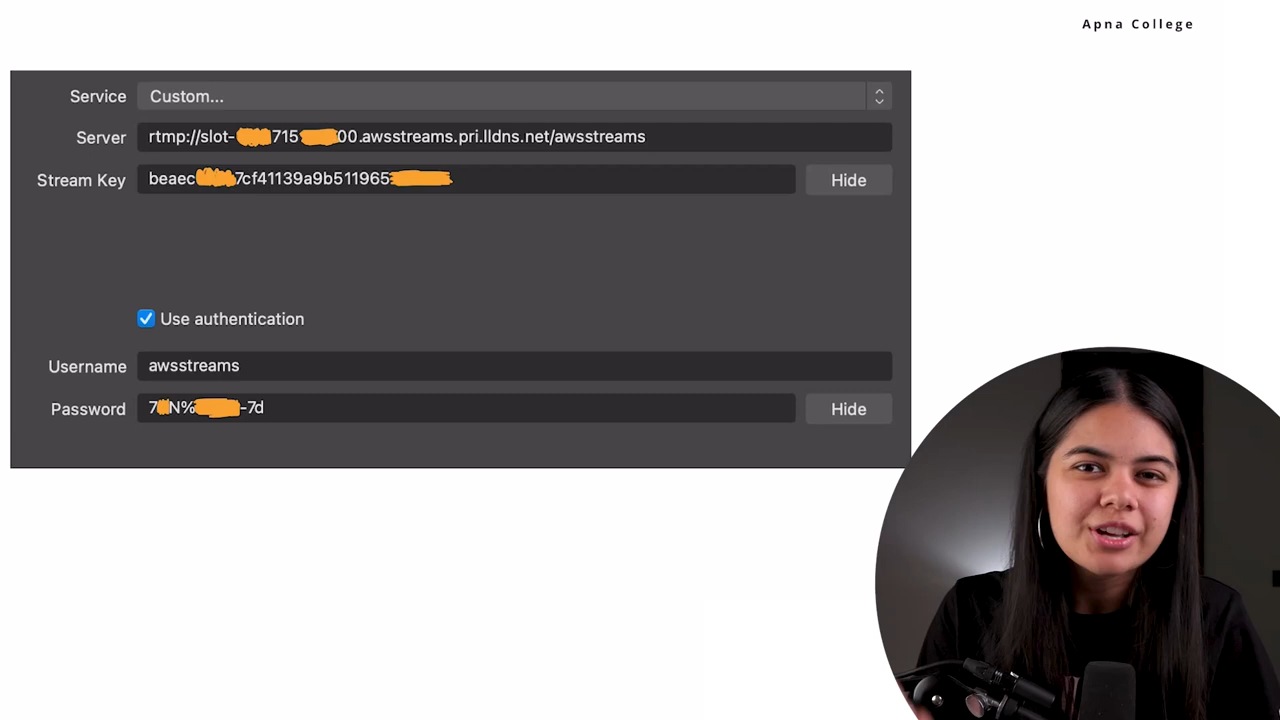 Apna College
Service Custom...
Server rtmp://slot- 715 00.awsstreams.pri.lldns.net/awsstreams
Stream Key beaec 7cf41139a9b511965 Hide
Use authentication
Username awsstreams
Password 7 N% -7d Hide